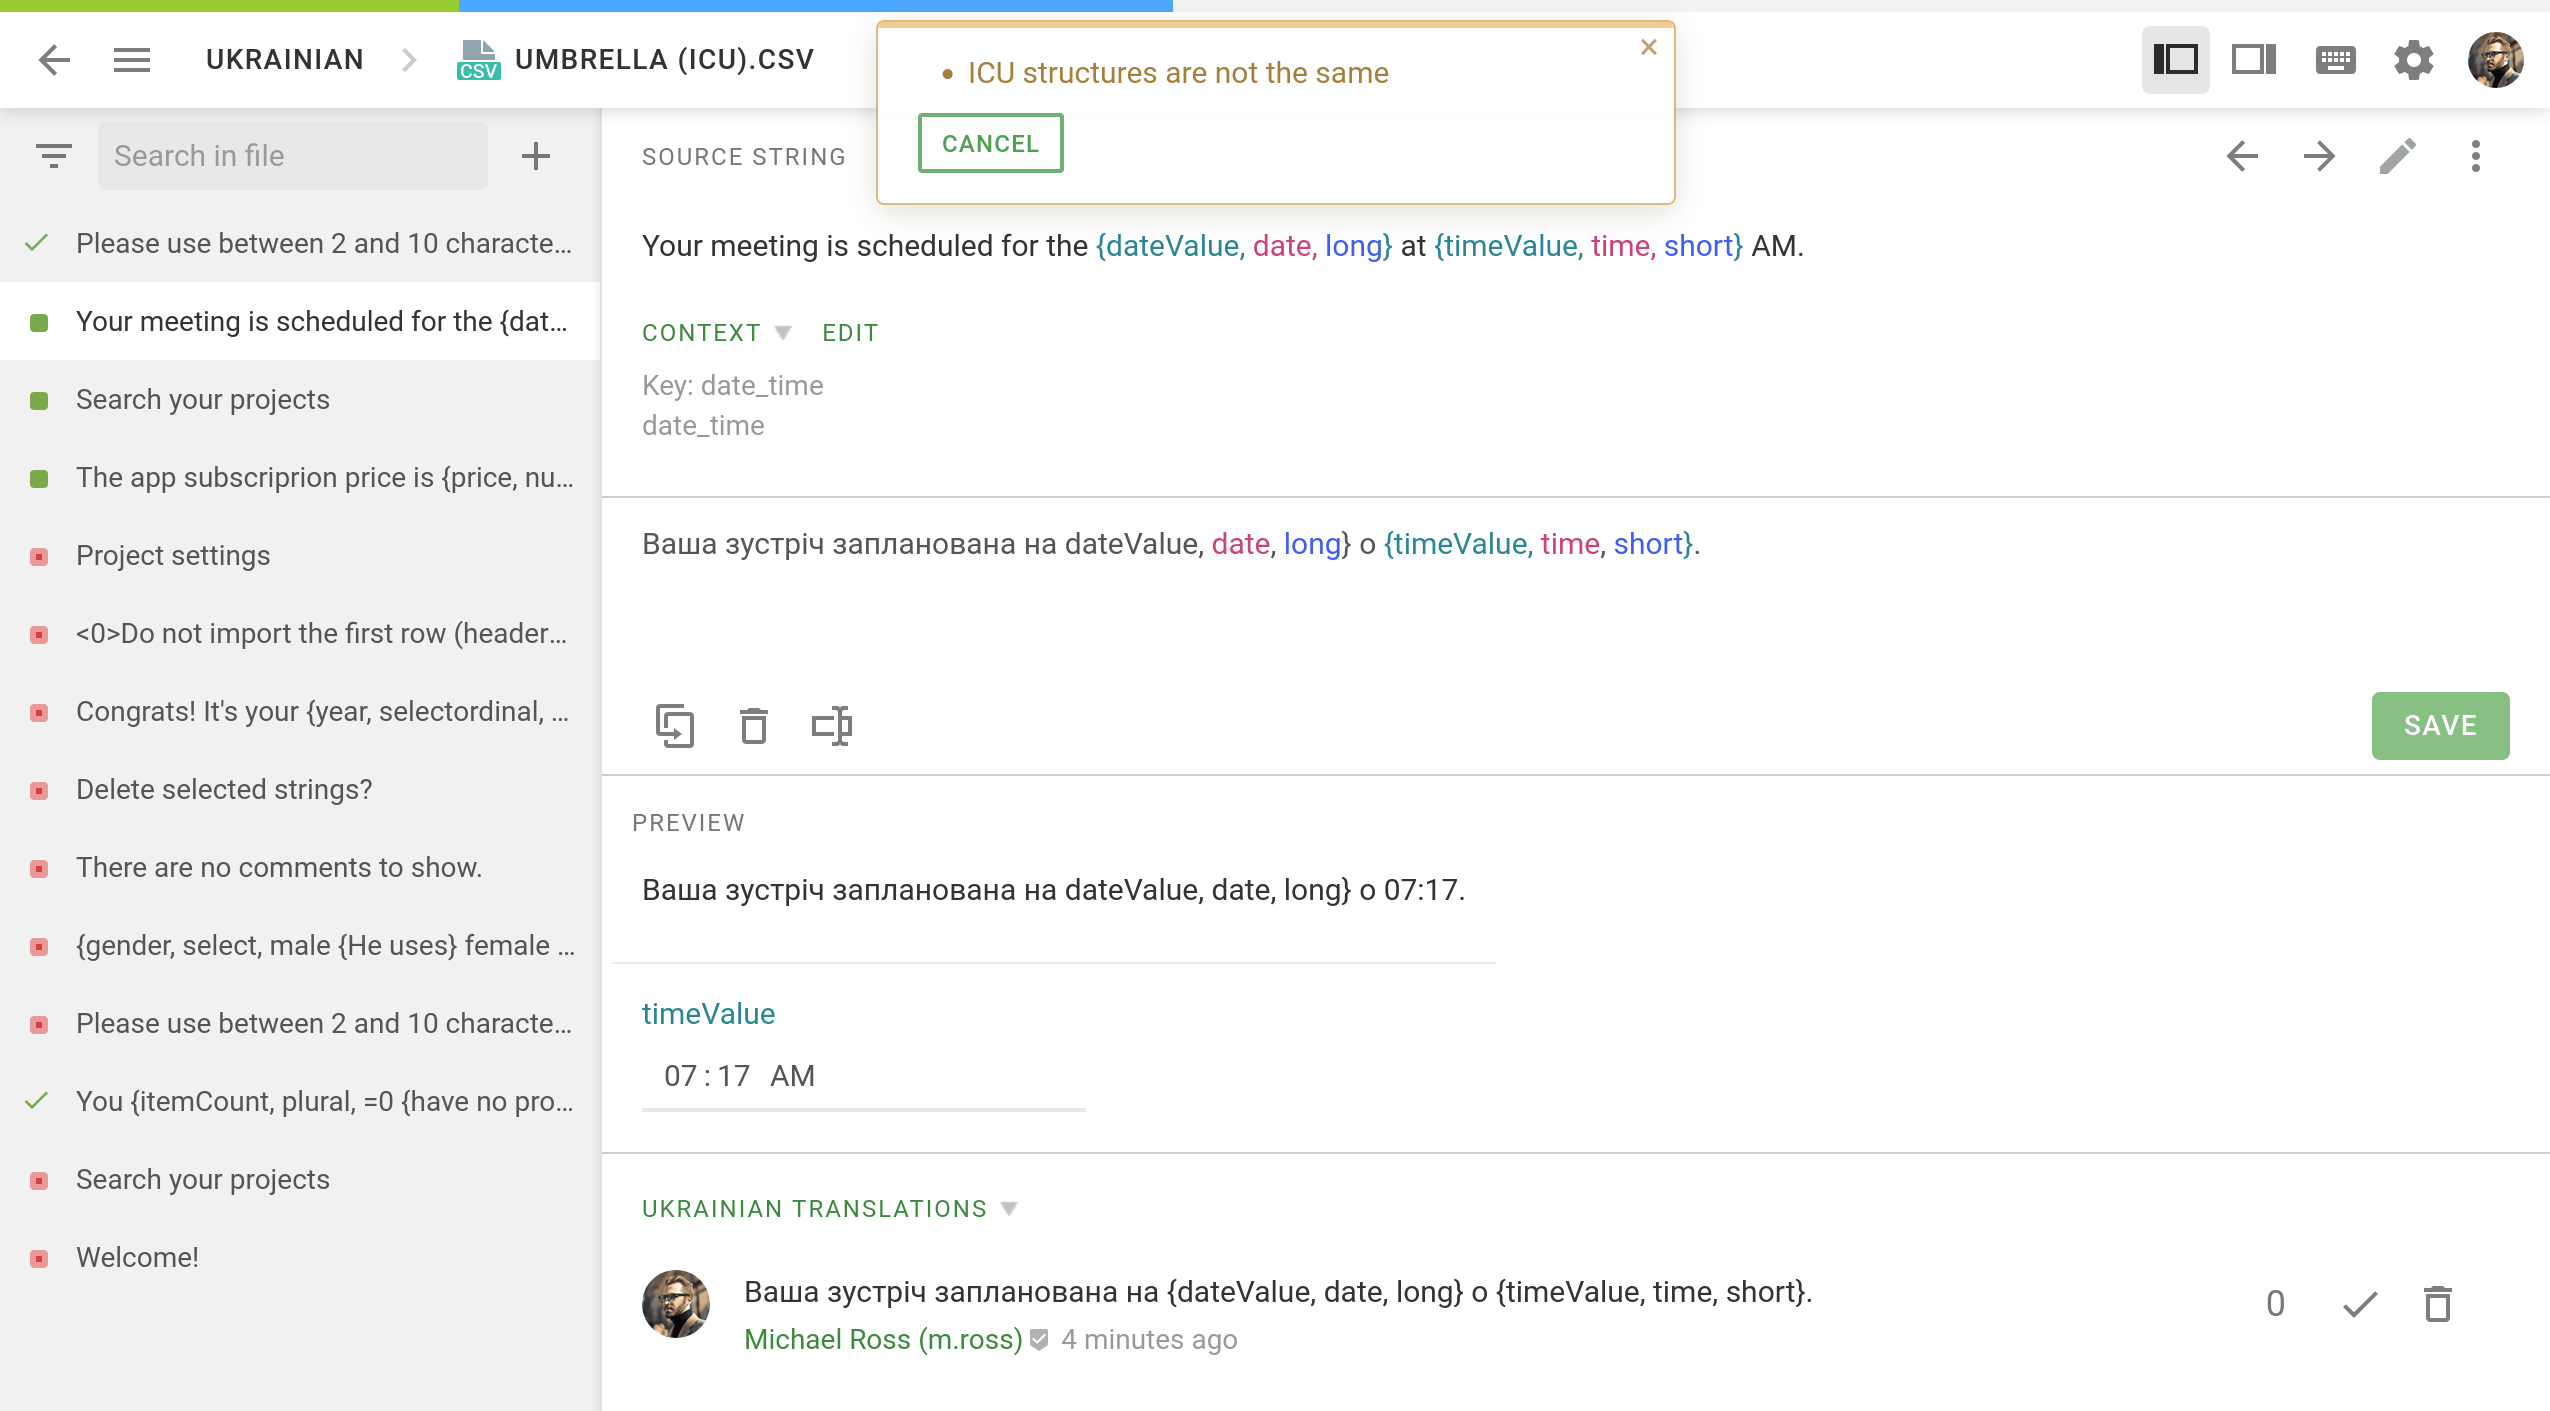 UKRAINIAN
CSV
UMBRELLA (ICU).CSV
ICU structures are not the same
CANCEL
Search in file
Please use between 2 and 10 characte...
Your meeting is scheduled for the {dat...
Search your projects
The app subscriprion price is {price, nu...
Project settings
<0>Do not import the first row (header...
Congrats! It's your {year, selectordinal, ...
Delete selected strings?
There are no comments to show.
{gender, select, male {He uses} female ...
Please use between 2 and 10 characte...
You {itemCount, plural, =0 {have no pro...
Search your projects
Welcome!
SOURCE STRING
Your meeting is scheduled for the {dateValue, date, long} at {timeValue, time, short} AM.
CONTEXT EDIT
Key: date_time
date_time
Ваша зустріч запланована на dateValue, date, long} о {timeValue, time, short}.
SAVE
PREVIEW
Ваша зустріч запланована на dateValue, date, long} о 07:17.
timeValue
07 : 17 AM
UKRAINIAN TRANSLATIONS
Ваша зустріч запланована на {dateValue, date, long} о {timeValue, time, short}.
0
Michael Ross (m.ross) 4 minutes ago